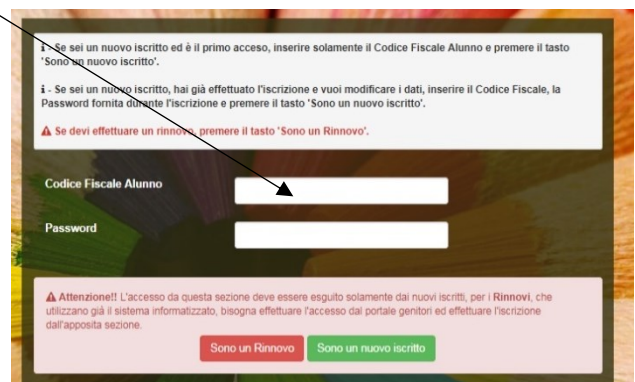 i - Se sei un nuovo iscritto ed è il primo accesso, inserire solamente il Codice Fiscale Alunno e premere il tasto
'Sono un nuovo iscritto'.
i - Se sei un nuovo iscritto, hai già effettuato l'iscrizione e vuoi modificare i dati, inserire il Codice Fiscale, la
Password fornita durante l'iscrizione e premere il tasto 'Sono un nuovo iscritto'.
Se devi effettuare un rinnovo, premere il tasto 'Sono un Rinnovo'.
Codice Fiscale Alunno
Password
Attenzione!! L'accesso da questa sezione deve essere esguito solamente dai nuovi iscritti, per i Rinnovi, che
utilizzano già il sistema informatizzato, bisogna effettuare l'accesso dal portale genitori ed effettuare l'iscrizione
dall'apposita sezione.
Sono un Rinnovo Sono un nuovo iscritto